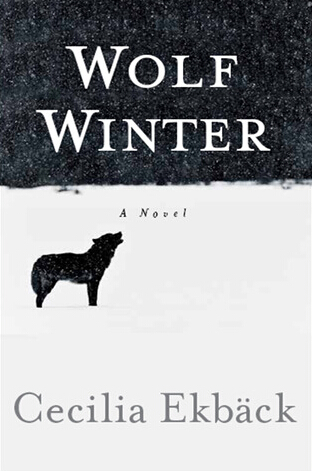 WOLF
WINTER
A Novel
Cecilia Ekbäck